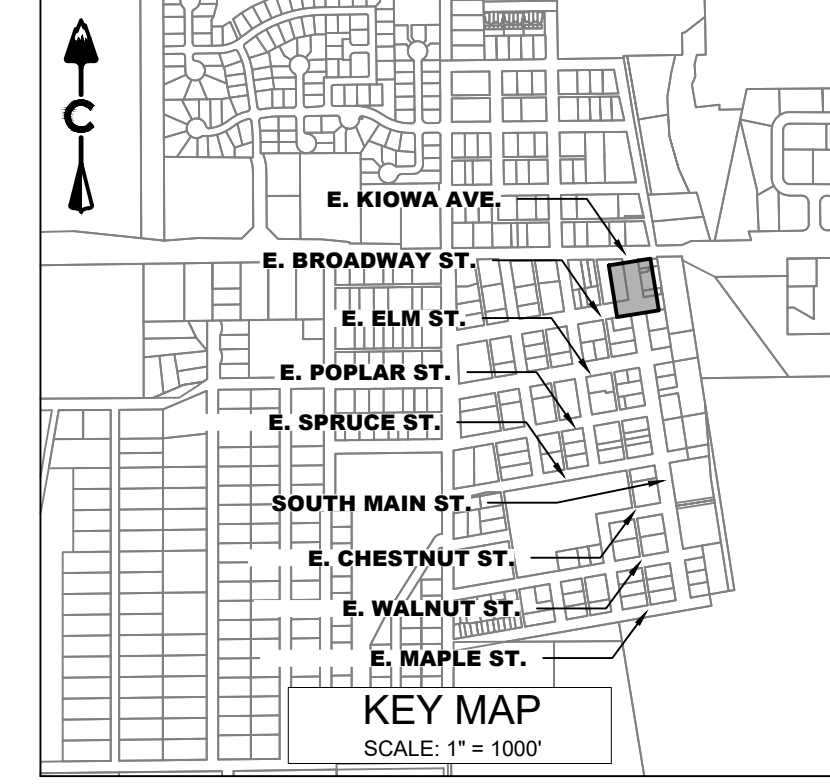 C
E. KIOWA AVE.
E. BROADWAY ST.
E. ELM ST.
E. POPLAR ST.
E. SPRUCE ST.
SOUTH MAIN ST.
E. CHESTNUT ST.
E. WALNUT ST.
E. MAPLE ST.
KEY MAP
SCALE: 1" = 1000'